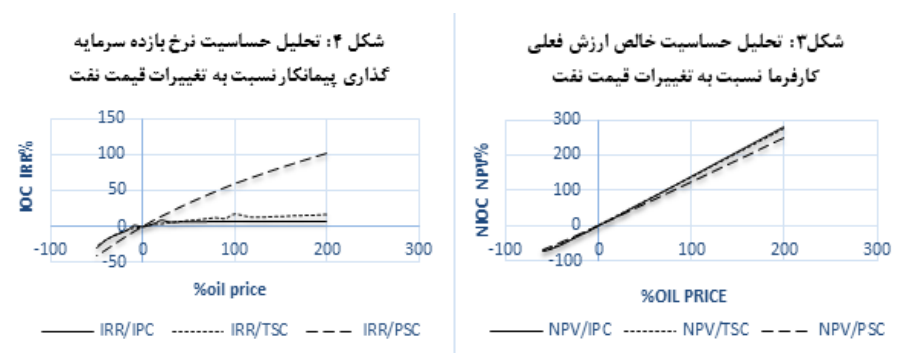 شکل۳: تحلیل حساسیت خالص ارزش فعلی
کارفرما نسبت به تغییرات قیمت نفت
300
200
100
0
-100
-100
0
100
200
300
NIOC NPV%
%OIL PRICE
NPV/IPC
NPV/TSC
NPV/PSC
شکل ۴: تحلیل حساسیت نرخ بازده سرمایه
گذاری پیمانکار نسبت به تغییرات قیمت نفت
150
100
50
0
-50
-100
0
100
200
300
IOC IRR%
%oil price
IRR/IPC
IRR/TSC
IRR/PSC